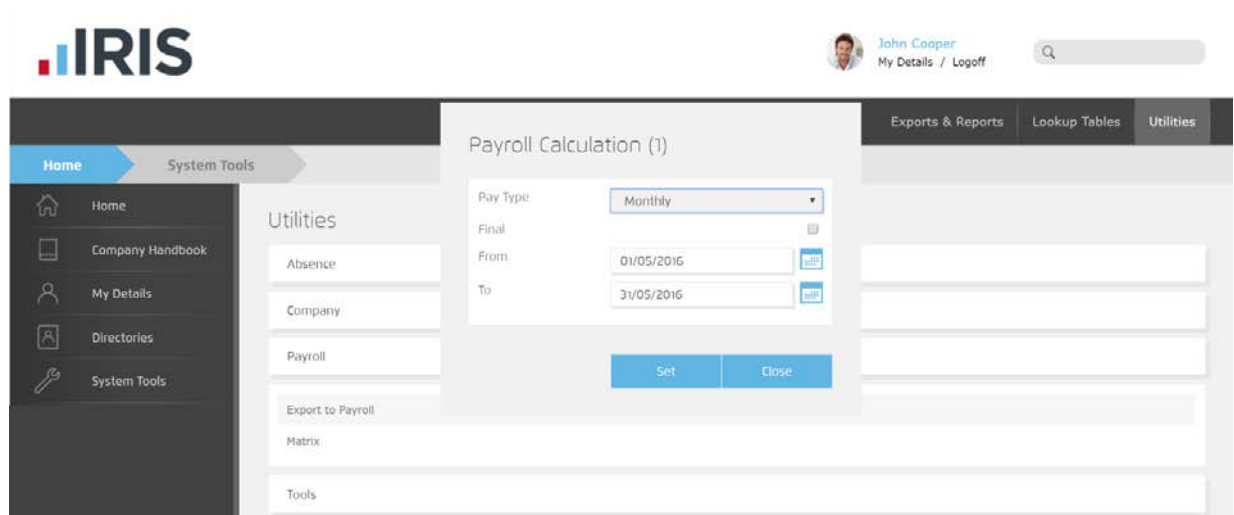 IRIS
John Cooper
My Details / Logoff
Exports & Reports
Lookup Tables
Utilities
Home
System Tools
Home
Company Handbook
My Details
Directories
System Tools
Utilities
Absence
Company
Payroll
Export to Payroll
Matrix
Tools
Payroll Calculation (1)
Pay Type
Monthly
Final
From
01/05/2016
To
31/05/2016
Set
Close